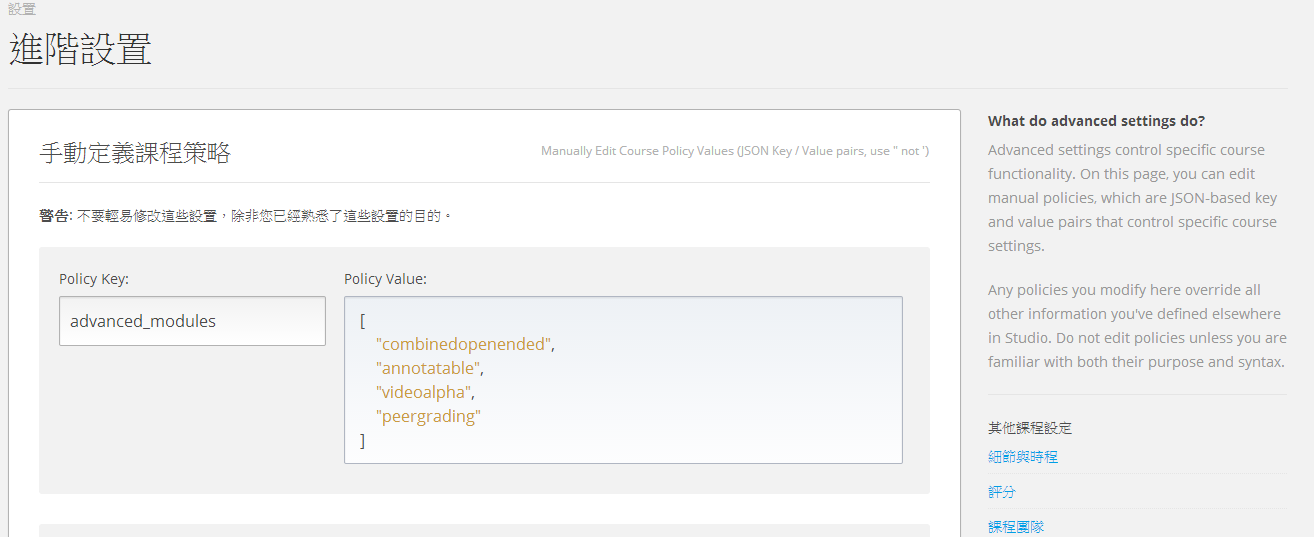 設置
進階設置
手動定義課程策略
Manually Edit Course Policy Values (JSON Key / Value pairs, use " not ')
警告: 不要輕易修改這些設置，除非您已經熟悉了這些設置的目的。
Policy Key:
advanced_modules
Policy Value:
[
"combinedopenended",
"annotatable",
"videoalpha",
"peergrading"
]
What do advanced settings do?
Advanced settings control specific course
functionality. On this page, you can edit
manual policies, which are JSON-based key
and value pairs that control specific course
settings.
Any policies you modify here override all
other information you've defined elsewhere
in Studio. Do not edit policies unless you are
familiar with both their purpose and syntax.
其他課程設定
細節與時程
評分
課程團隊